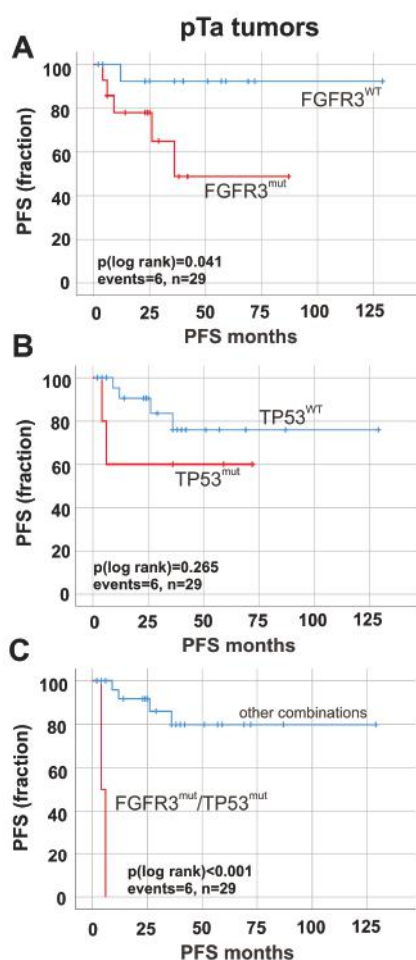 pTa tumors
A
100
80
60
40
20
0
PFS (fraction)
FGFR3WT
FGFR3mut
p(log rank)=0.041
events=6, n=29
0 25 50 75 100 125
PFS months
B
100
80
60
40
20
0
PFS (fraction)
TP53WT
TP53mut
p(log rank)=0.265
events=6, n=29
0 25 50 75 100 125
PFS months
C
100
80
60
40
20
0
PFS (fraction)
other combinations
FGFR3mut/TP53mut
p(log rank)<0.001
events=6, n=29
0 25 50 75 100 125
PFS months